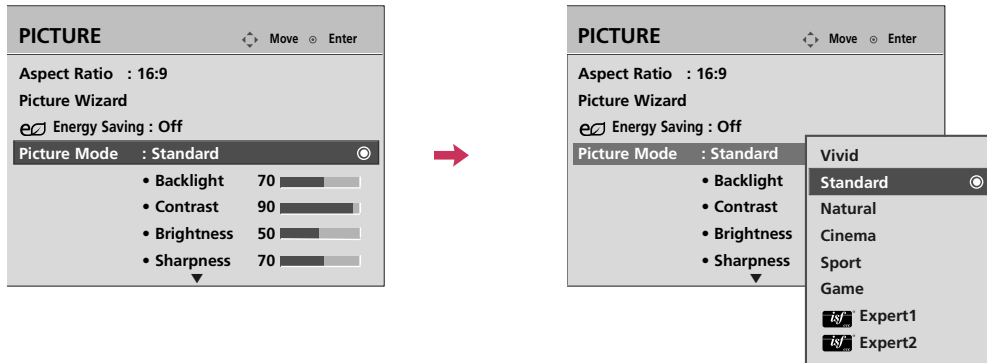 PICTURE Move Enter
Aspect Ratio : 16:9
Picture Wizard
Energy Saving : Off
Picture Mode : Standard
• Backlight 70
• Contrast 90
• Brightness 50
• Sharpness 70
PICTURE Move Enter
Aspect Ratio : 16:9
Picture Wizard
Energy Saving : Off
Picture Mode : Standard
• Backlight
• Contrast
• Brightness
• Sharpness
Vivid
Standard
Natural
Cinema
Sport
Game
isf Expert1
isf Expert2